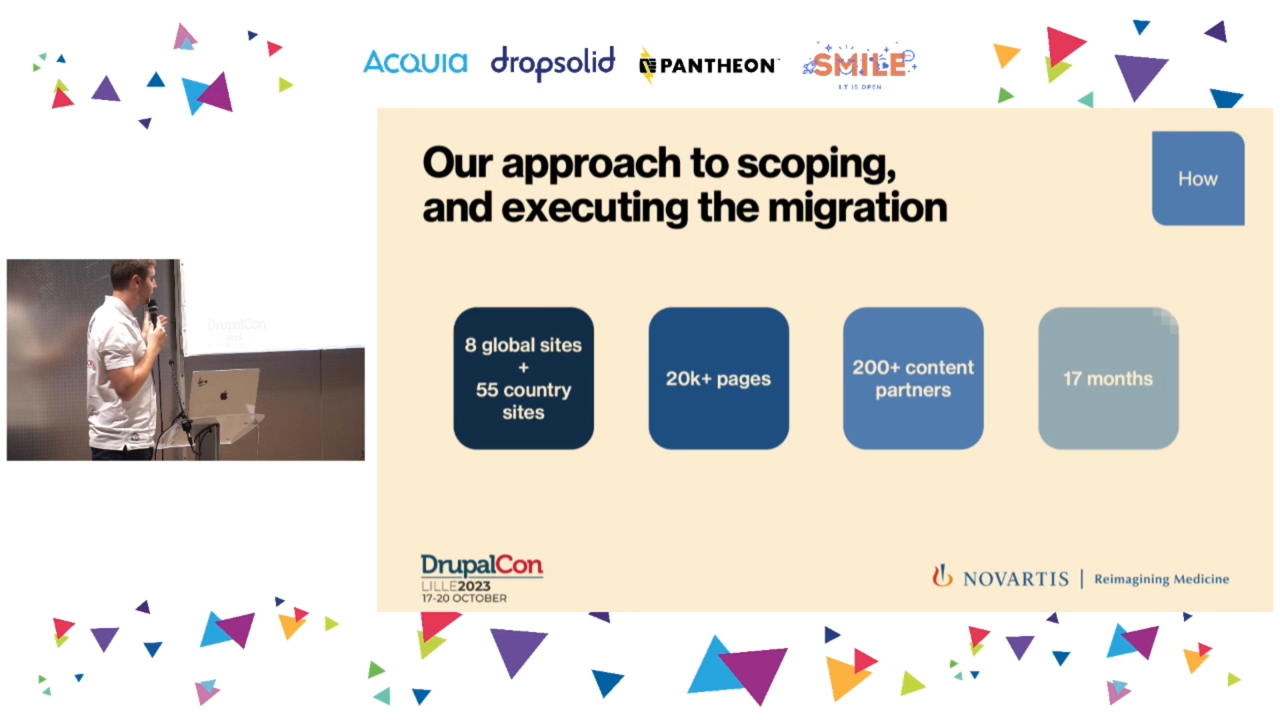 ACQUIA
dropsolid
PANTHEON
SMILE
I.T IS OPEN
Our approach to scoping,
and executing the migration
How
8 global sites
+
55 country
sites
20k+ pages
200+ content
partners
17 months
DrupalCon
DrupalCon
LILLE2023
17-20 OCTOBER
NOVARTIS | Reimagining Medicine